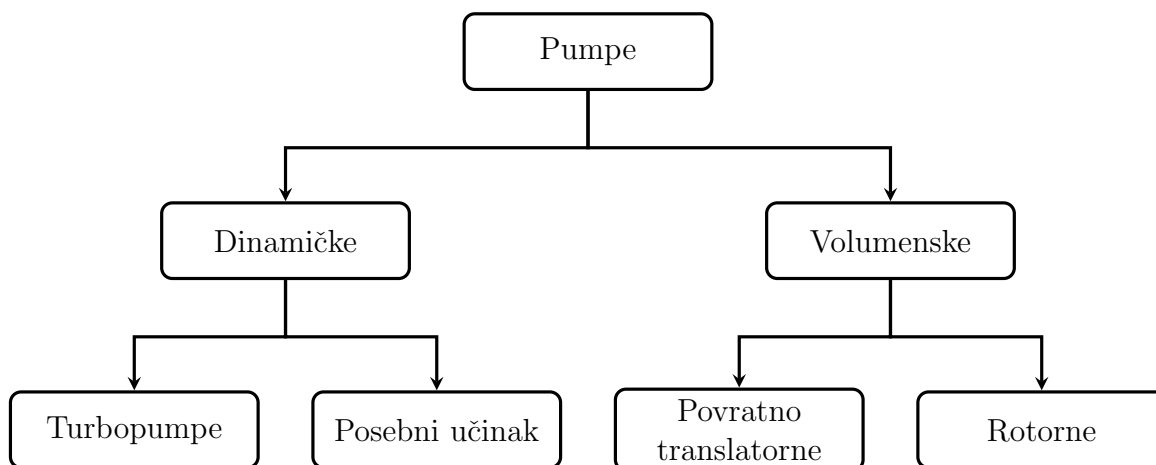 Pumpe
Dinamičke
Volumenske
Turbopumpe
Posebni učinak
Povratno
translatorne
Rotorne